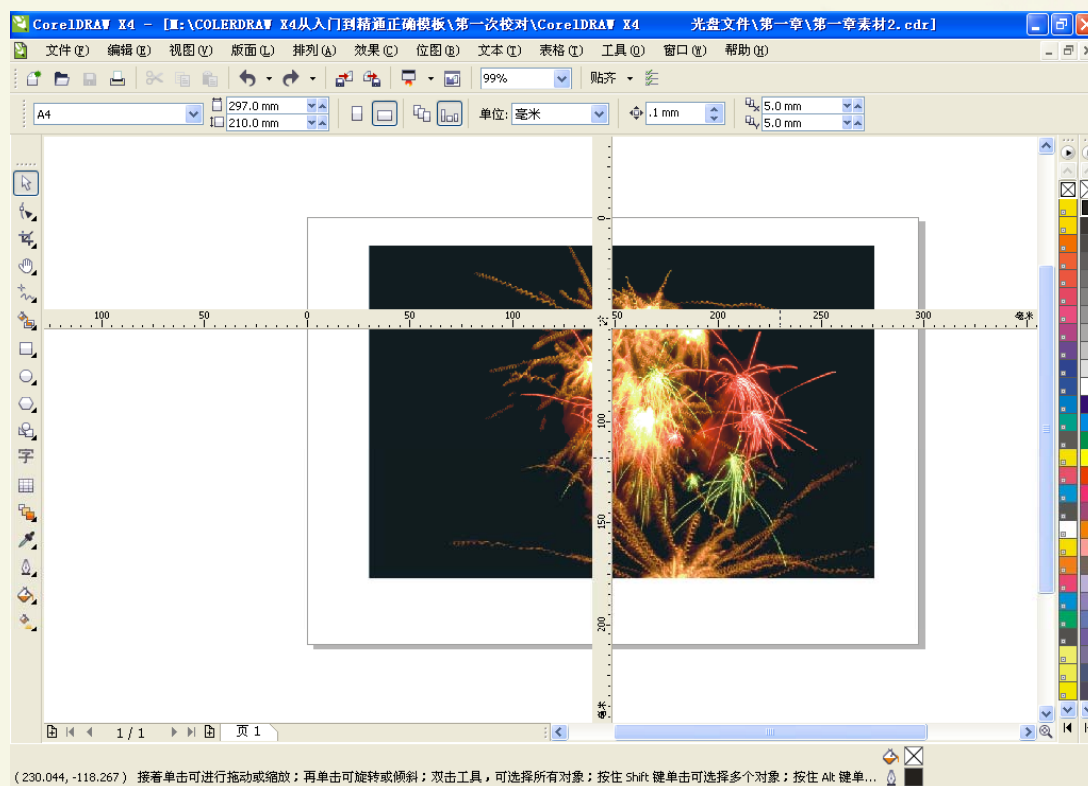 CorelDRAW X4 - [M:\COLERDRAW X4从入门到精通正确模板\第一次校对\CorelDRAW X4 光盘文件\第一章\第一章素材2.cdr]
文件(F) 编辑(E) 视图(V) 版面(L) 排列(A) 效果(C) 位图(B) 文本(T) 表格(T) 工具(O) 窗口(W) 帮助(H)
99% 贴齐
A4 297.0 mm 210.0 mm 单位: 毫米 .1 mm x 5.0 mm y 5.0 mm
0
100 50 0 50 100 50 200 250 300 毫米
100
150
字
200
毫米
1 / 1 页 1
(230.044, -118.267) 接着单击可进行拖动或缩放；再单击可旋转或倾斜；双击工具，可选择所有对象；按住 Shift 键单击可选择多个对象；按住 Alt 键单...